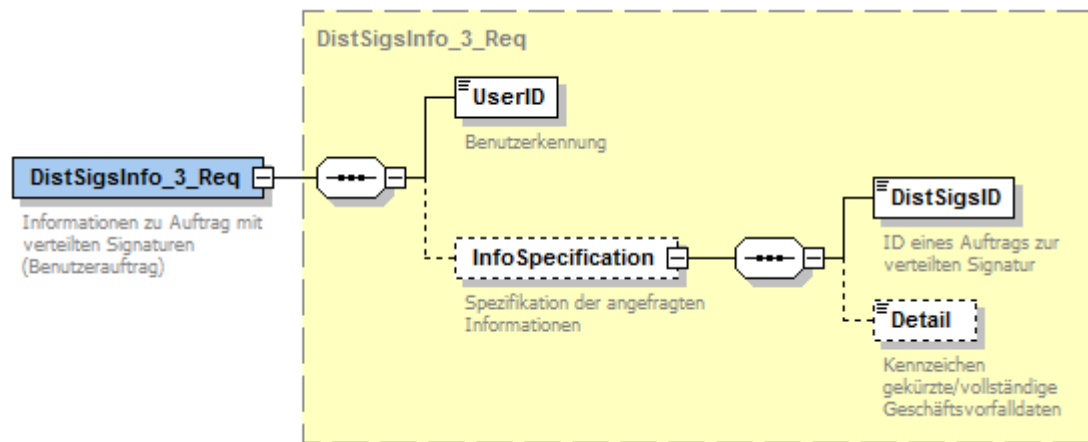 DistSigsInfo_3_Req
UserID
Benutzerkennung
DistSigsInfo_3_Req
Informationen zu Auftrag mit
verteilten Signaturen
(Benutzerauftrag)
InfoSpecification
Spezifikation der angefragten
Informationen
DistSigsID
ID eines Auftrags zur
verteilten Signatur
Detail
Kennzeichen
gekürzte/vollständige
Geschäftsvorfalldaten